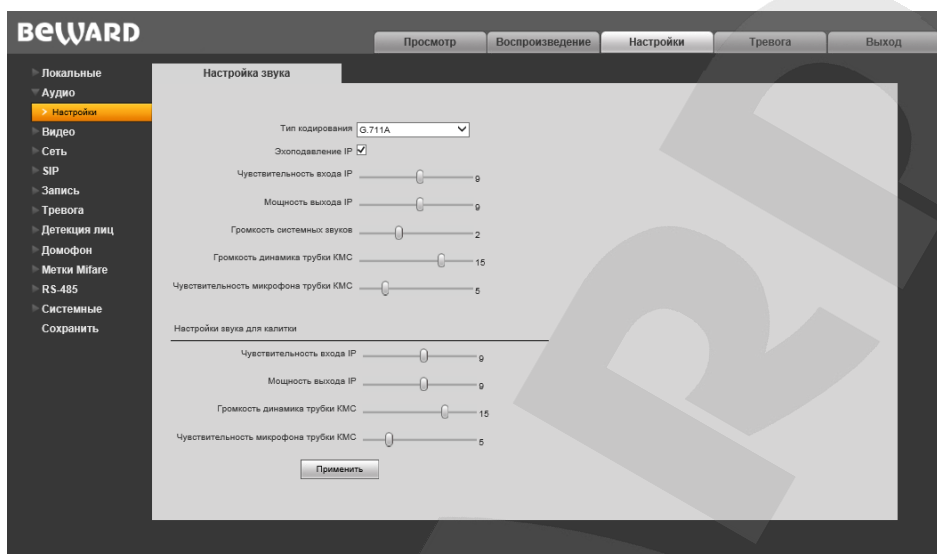 BEWARD
Просмотр Воспроизведение Настройки Тревога Выход
Локальные
Аудио
Настройки
Видео
Сеть
SIP
Запись
Тревога
Детекция лиц
Домофон
Метки Mifare
RS-485
Системные
Сохранить
Настройка звука
Тип кодирования G.711A
Эхоподавление IP
Чувствительность входа IP 9
Мощность выхода IP 9
Громкость системных звуков 2
Громкость динамика трубки КМС 15
Чувствительность микрофона трубки КМС 5
Настройки звука для калитки
Чувствительность входа IP 9
Мощность выхода IP 9
Громкость динамика трубки КМС 15
Чувствительность микрофона трубки КМС 5
Применить